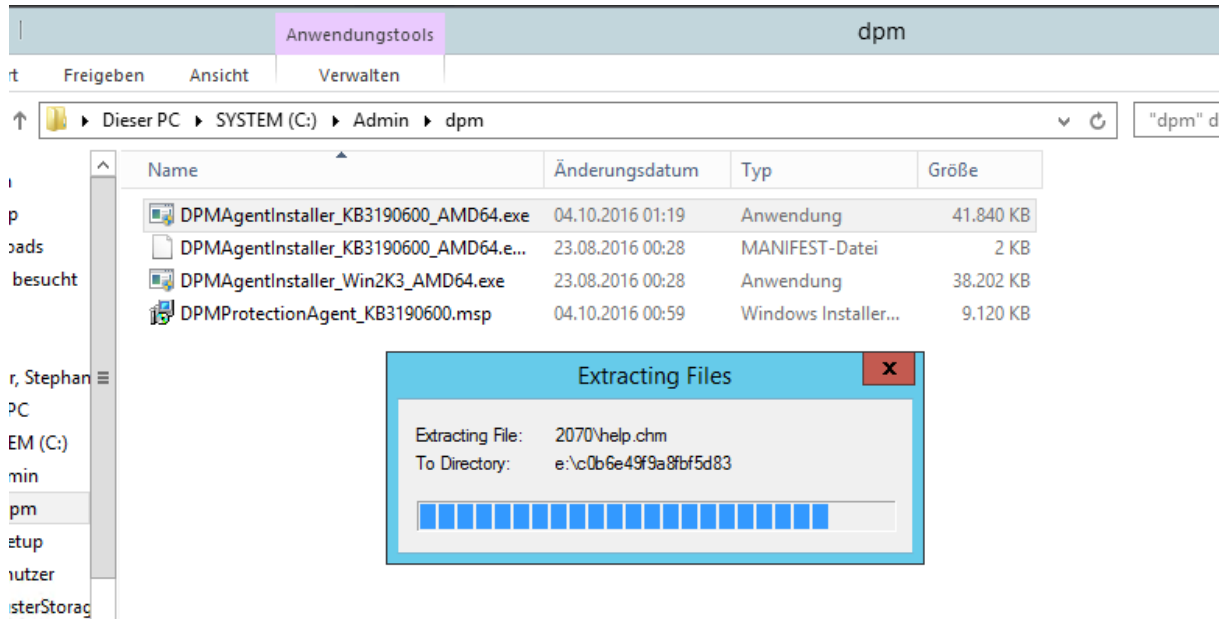 Anwendungstools
dpm
rt Freigeben Ansicht Verwalten
Dieser PC SYSTEM (C:) Admin dpm "dpm" d
Name Änderungsdatum Typ Größe
DPMAgentInstaller_KB3190600_AMD64.exe 04.10.2016 01:19 Anwendung 41.840 KB
p DPMAgentInstaller_KB3190600_AMD64.e... 23.08.2016 00:28 MANIFEST-Datei 2 KB
oads
besucht DPMAgentInstaller_Win2K3_AMD64.exe 23.08.2016 00:28 Anwendung 38.202 KB
DPMProtectionAgent_KB3190600.msp 04.10.2016 00:59 Windows Installer... 9.120 KB
r, Stephan
PC
EM (C:)
min
pm
etup
nutzer
sterStorag
Extracting Files
x
Extracting File: 2070\help.chm
To Directory: e:\c0b6e49f9a8fbf5d83